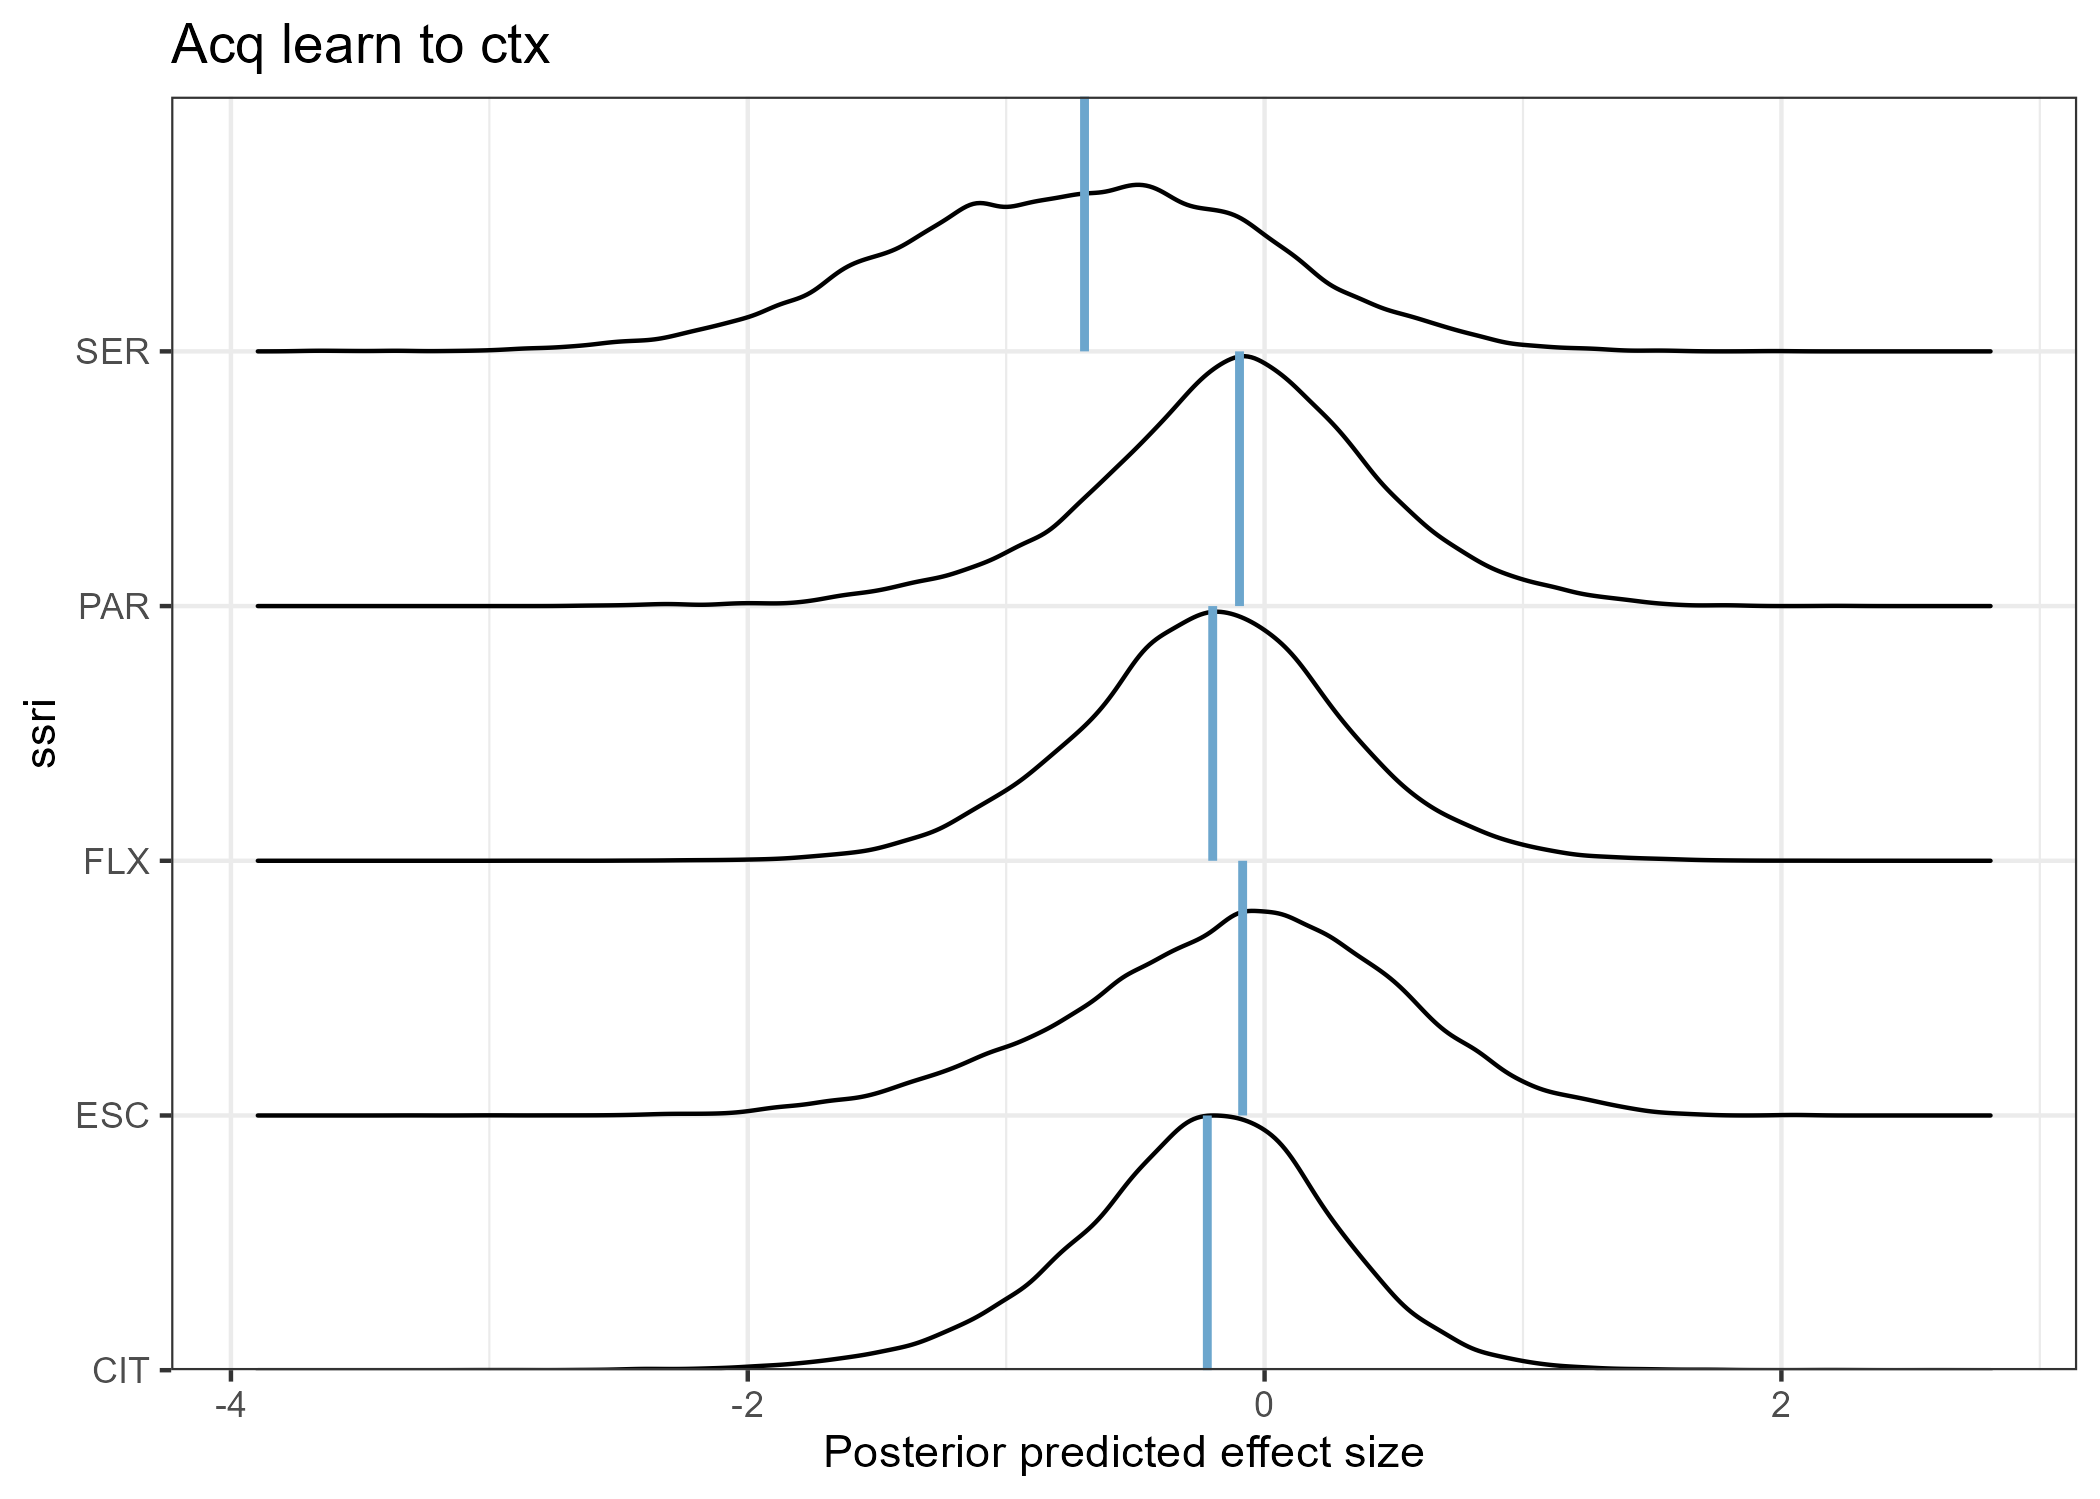 Acq learn to ctx
SER
PAR
FLX
ESC
CIT
ssri
-4 -2 0 2
Posterior predicted effect size